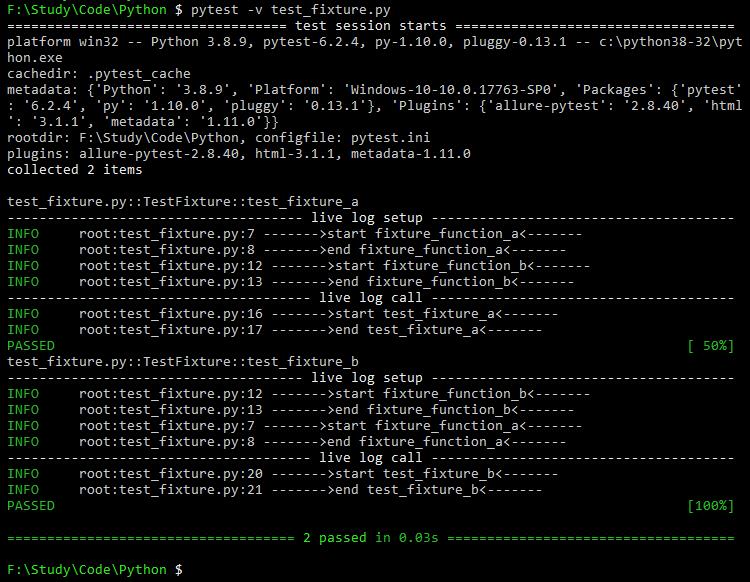 F:\Study\Code\Python $ pytest -v test_fixture.py
=================================== test session starts ===================================
platform win32 -- Python 3.8.9, pytest-6.2.4, py-1.10.0, pluggy-0.13.1 -- c:\python38-32\pyt
hon.exe
cachedir: .pytest_cache
metadata: {'Python': '3.8.9', 'Platform': 'Windows-10-10.0.17763-SP0', 'Packages': {'pytest'
: '6.2.4', 'py': '1.10.0', 'pluggy': '0.13.1'}, 'Plugins': {'allure-pytest': '2.8.40', 'html
': '3.1.1', 'metadata': '1.11.0'}}
rootdir: F:\Study\Code\Python, configfile: pytest.ini
plugins: allure-pytest-2.8.40, html-3.1.1, metadata-1.11.0
collected 2 items
test_fixture.py::TestFixture::test_fixture_a
------------------------------------- live log setup --------------------------------------
INFO     root:test_fixture.py:7 ------->start fixture_function_a<-------
INFO     root:test_fixture.py:8 ------->end fixture_function_a<-------
INFO     root:test_fixture.py:12 ------->start fixture_function_b<-------
INFO     root:test_fixture.py:13 ------->end fixture_function_b<-------
------------------------------------- live log call ---------------------------------------
INFO     root:test_fixture.py:16 ------->start test_fixture_a<-------
INFO     root:test_fixture.py:17 ------->end test_fixture_a<-------
PASSED                                                                               [ 50%]
test_fixture.py::TestFixture::test_fixture_b
------------------------------------- live log setup --------------------------------------
INFO     root:test_fixture.py:12 ------->start fixture_function_b<-------
INFO     root:test_fixture.py:13 ------->end fixture_function_b<-------
INFO     root:test_fixture.py:7 ------->start fixture_function_a<-------
INFO     root:test_fixture.py:8 ------->end fixture_function_a<-------
------------------------------------- live log call ---------------------------------------
INFO     root:test_fixture.py:20 ------->start test_fixture_b<-------
INFO     root:test_fixture.py:21 ------->end test_fixture_b<-------
PASSED                                                                               [100%]
==================================== 2 passed in 0.03s ====================================
F:\Study\Code\Python $